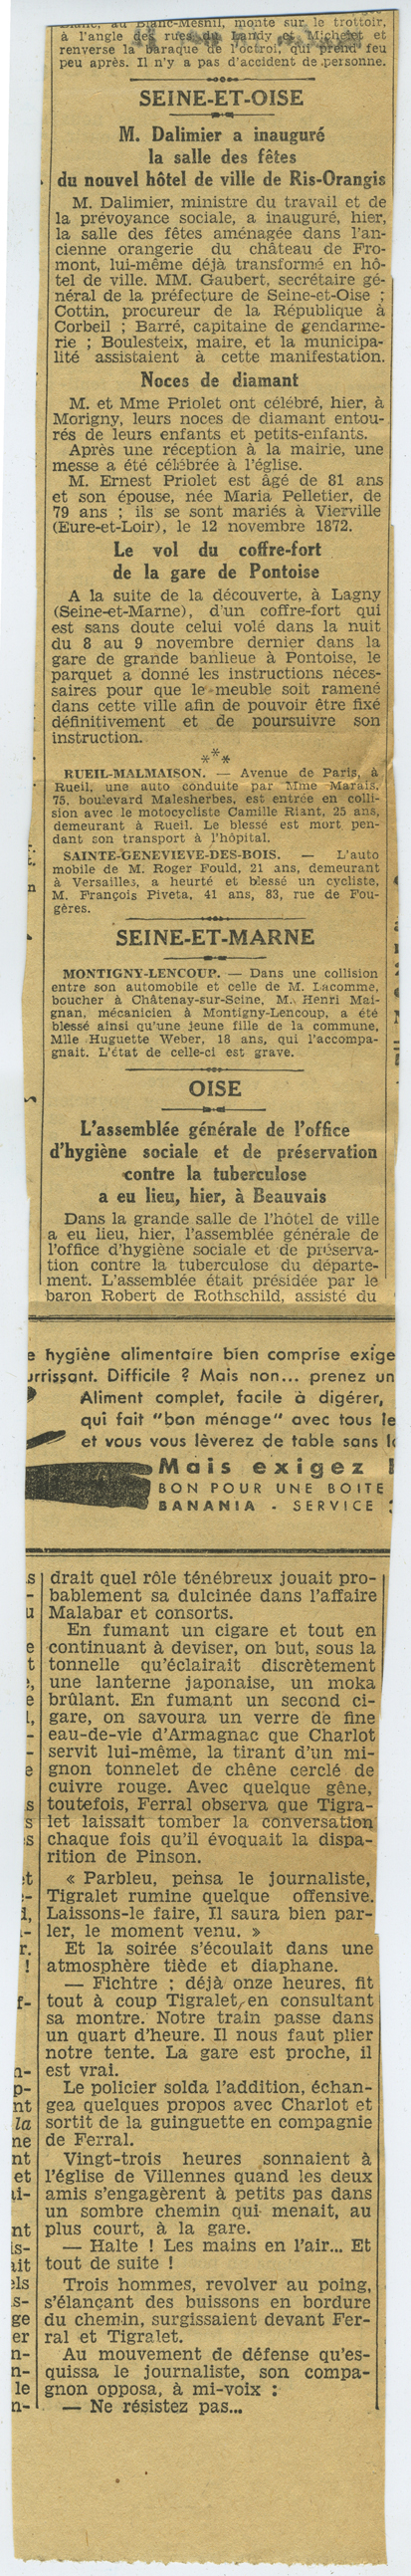 Blanc, au Blanc-Mesnil, monte sur le trottoir,
à l'angle des rues du Landy et Michelet et
renverse la baraque de l'octroi, qui prend feu
peu après. Il n'y a pas d'accident de personne.
SEINE-ET-OISE
M. Dalimier a inauguré
la salle des fêtes
du nouvel hôtel de ville de Ris-Orangis
M. Dalimier, ministre du travail et de
la prévoyance sociale, a inauguré, hier,
la salle des fêtes aménagée dans l'an-
cienne orangerie du château de Fro-
mont, lui-même déjà transformé en hô-
tel de ville. MM. Gaubert, secrétaire gé-
néral de la préfecture de Seine-et-Oise ;
Cottin, procureur de la République à
Corbeil ; Barré, capitaine de gendarme-
rie ; Boulesteix, maire, et la municipa-
lité assistaient à cette manifestation.
Noces de diamant
M. et Mme Priolet ont célébré, hier, à
Morigny, leurs noces de diamant entou-
rés de leurs enfants et petits-enfants.
Après une réception à la mairie, une
messe a été célébrée à l'église.
M. Ernest Priolet est âgé de 81 ans
et son épouse, née Maria Pelletier, de
79 ans ; ils se sont mariés à Vierville
(Eure-et-Loir), le 12 novembre 1872.
Le vol du coffre-fort
de la gare de Pontoise
A la suite de la découverte, à Lagny
(Seine-et-Marne), d'un coffre-fort qui
est sans doute celui volé dans la nuit
du 8 au 9 novembre dernier dans la
gare de grande banlieue à Pontoise, le
parquet a donné les instructions néces-
saires pour que le meuble soit ramené
dans cette ville afin de pouvoir être fixé
définitivement et de poursuivre son
instruction.
***
RUEIL-MALMAISON. — Avenue de Paris, à
Rueil, une auto conduite par Mme Marais,
75, boulevard Malesherbes, est entrée en colli-
sion avec le motocycliste Camille Riant, 25 ans,
demeurant à Rueil. Le blessé est mort pen-
dant son transport à l'hôpital.
SAINTE-GENEVIEVE-DES-BOIS. — L'auto
mobile de M. Roger Fould, 21 ans, demeurant
à Versailles, a heurté et blessé un cycliste,
M. François Piveta, 41 ans, 83, rue de Fou-
gères.
SEINE-ET-MARNE
MONTIGNY-LENCOUP. — Dans une collision
entre son automobile et celle de M. Lacomme,
boucher à Châtenay-sur-Seine, M. Henri Mai-
gnan, mécanicien à Montigny-Lencoup, a été
blessé ainsi qu'une jeune fille de la commune,
Mlle Huguette Weber, 18 ans, qui l'accompa-
gnait. L'état de celle-ci est grave.
OISE
L'assemblée générale de l'office
d'hygiène sociale et de préservation
contre la tuberculose
a eu lieu, hier, à Beauvais
Dans la grande salle de l'hôtel de ville
a eu lieu, hier, l'assemblée générale de
l'office d'hygiène sociale et de préserva-
tion contre la tuberculose du départe-
ment. L'assemblée était présidée par le
baron Robert de Rothschild, assisté du
e hygiène alimentaire bien comprise exige
urrissant. Difficile ? Mais non... prenez un
Aliment complet, facile à digérer,
qui fait "bon ménage" avec tous le
et vous vous lèverez de table sans l
Mais exigez
BON POUR UNE BOITE
BANANIA - SERVICE
drait quel rôle ténébreux jouait pro-
bablement sa dulcinée dans l'affaire
Malabar et consorts.
En fumant un cigare et tout en
continuant à deviser, on but, sous la
tonnelle qu'éclairait discrètement
une lanterne japonaise, un moka
brûlant. En fumant un second ci-
gare, on savoura un verre de fine
eau-de-vie d'Armagnac que Charlot
servit lui-même, la tirant d'un mi-
gnon tonnelet de chêne cerclé de
cuivre rouge. Avec quelque gêne,
toutefois, Ferral observa que Tigra-
let laissait tomber la conversation
chaque fois qu'il évoquait la dispa-
rition de Pinson.
« Parbleu, pensa le journaliste,
Tigralet rumine quelque offensive.
Laissons-le faire, Il saura bien par-
ler, le moment venu. »
Et la soirée s'écoulait dans une
atmosphère tiède et diaphane.
— Fichtre ; déjà onze heures, fit
tout à coup Tigralet, en consultant
sa montre. Notre train passe dans
un quart d'heure. Il nous faut plier
notre tente. La gare est proche, il
est vrai.
Le policier solda l'addition, échan-
gea quelques propos avec Charlot et
sortit de la guinguette en compagnie
de Ferral.
Vingt-trois heures sonnaient à
l'église de Villennes quand les deux
amis s'engagèrent à petits pas dans
un sombre chemin qui menait, au
plus court, à la gare.
— Halte ! Les mains en l'air... Et
tout de suite !
Trois hommes, revolver au poing,
s'élançant des buissons en bordure
du chemin, surgissaient devant Fer-
ral et Tigralet.
Au mouvement de défense qu'es-
quissa le journaliste, son compa-
gnon opposa, à mi-voix :
— Ne résistez pas...